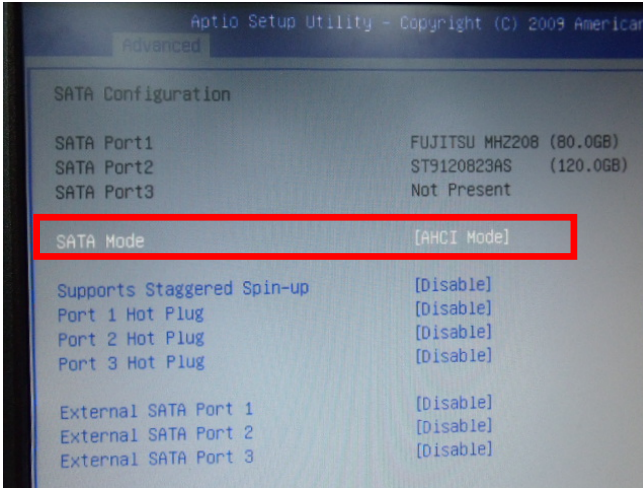 Aptio Setup Utility - Copyright (C) 2009 American
Advanced
SATA Configuration
SATA Port1 FUJITSU MHZ208 (80.0GB)
SATA Port2 ST9120823AS (120.0GB)
SATA Port3 Not Present
SATA Mode [AHCI Mode]
Supports Staggered Spin-up [Disable]
Port 1 Hot Plug [Disable]
Port 2 Hot Plug [Disable]
Port 3 Hot Plug [Disable]
External SATA Port 1 [Disable]
External SATA Port 2 [Disable]
External SATA Port 3 [Disable]